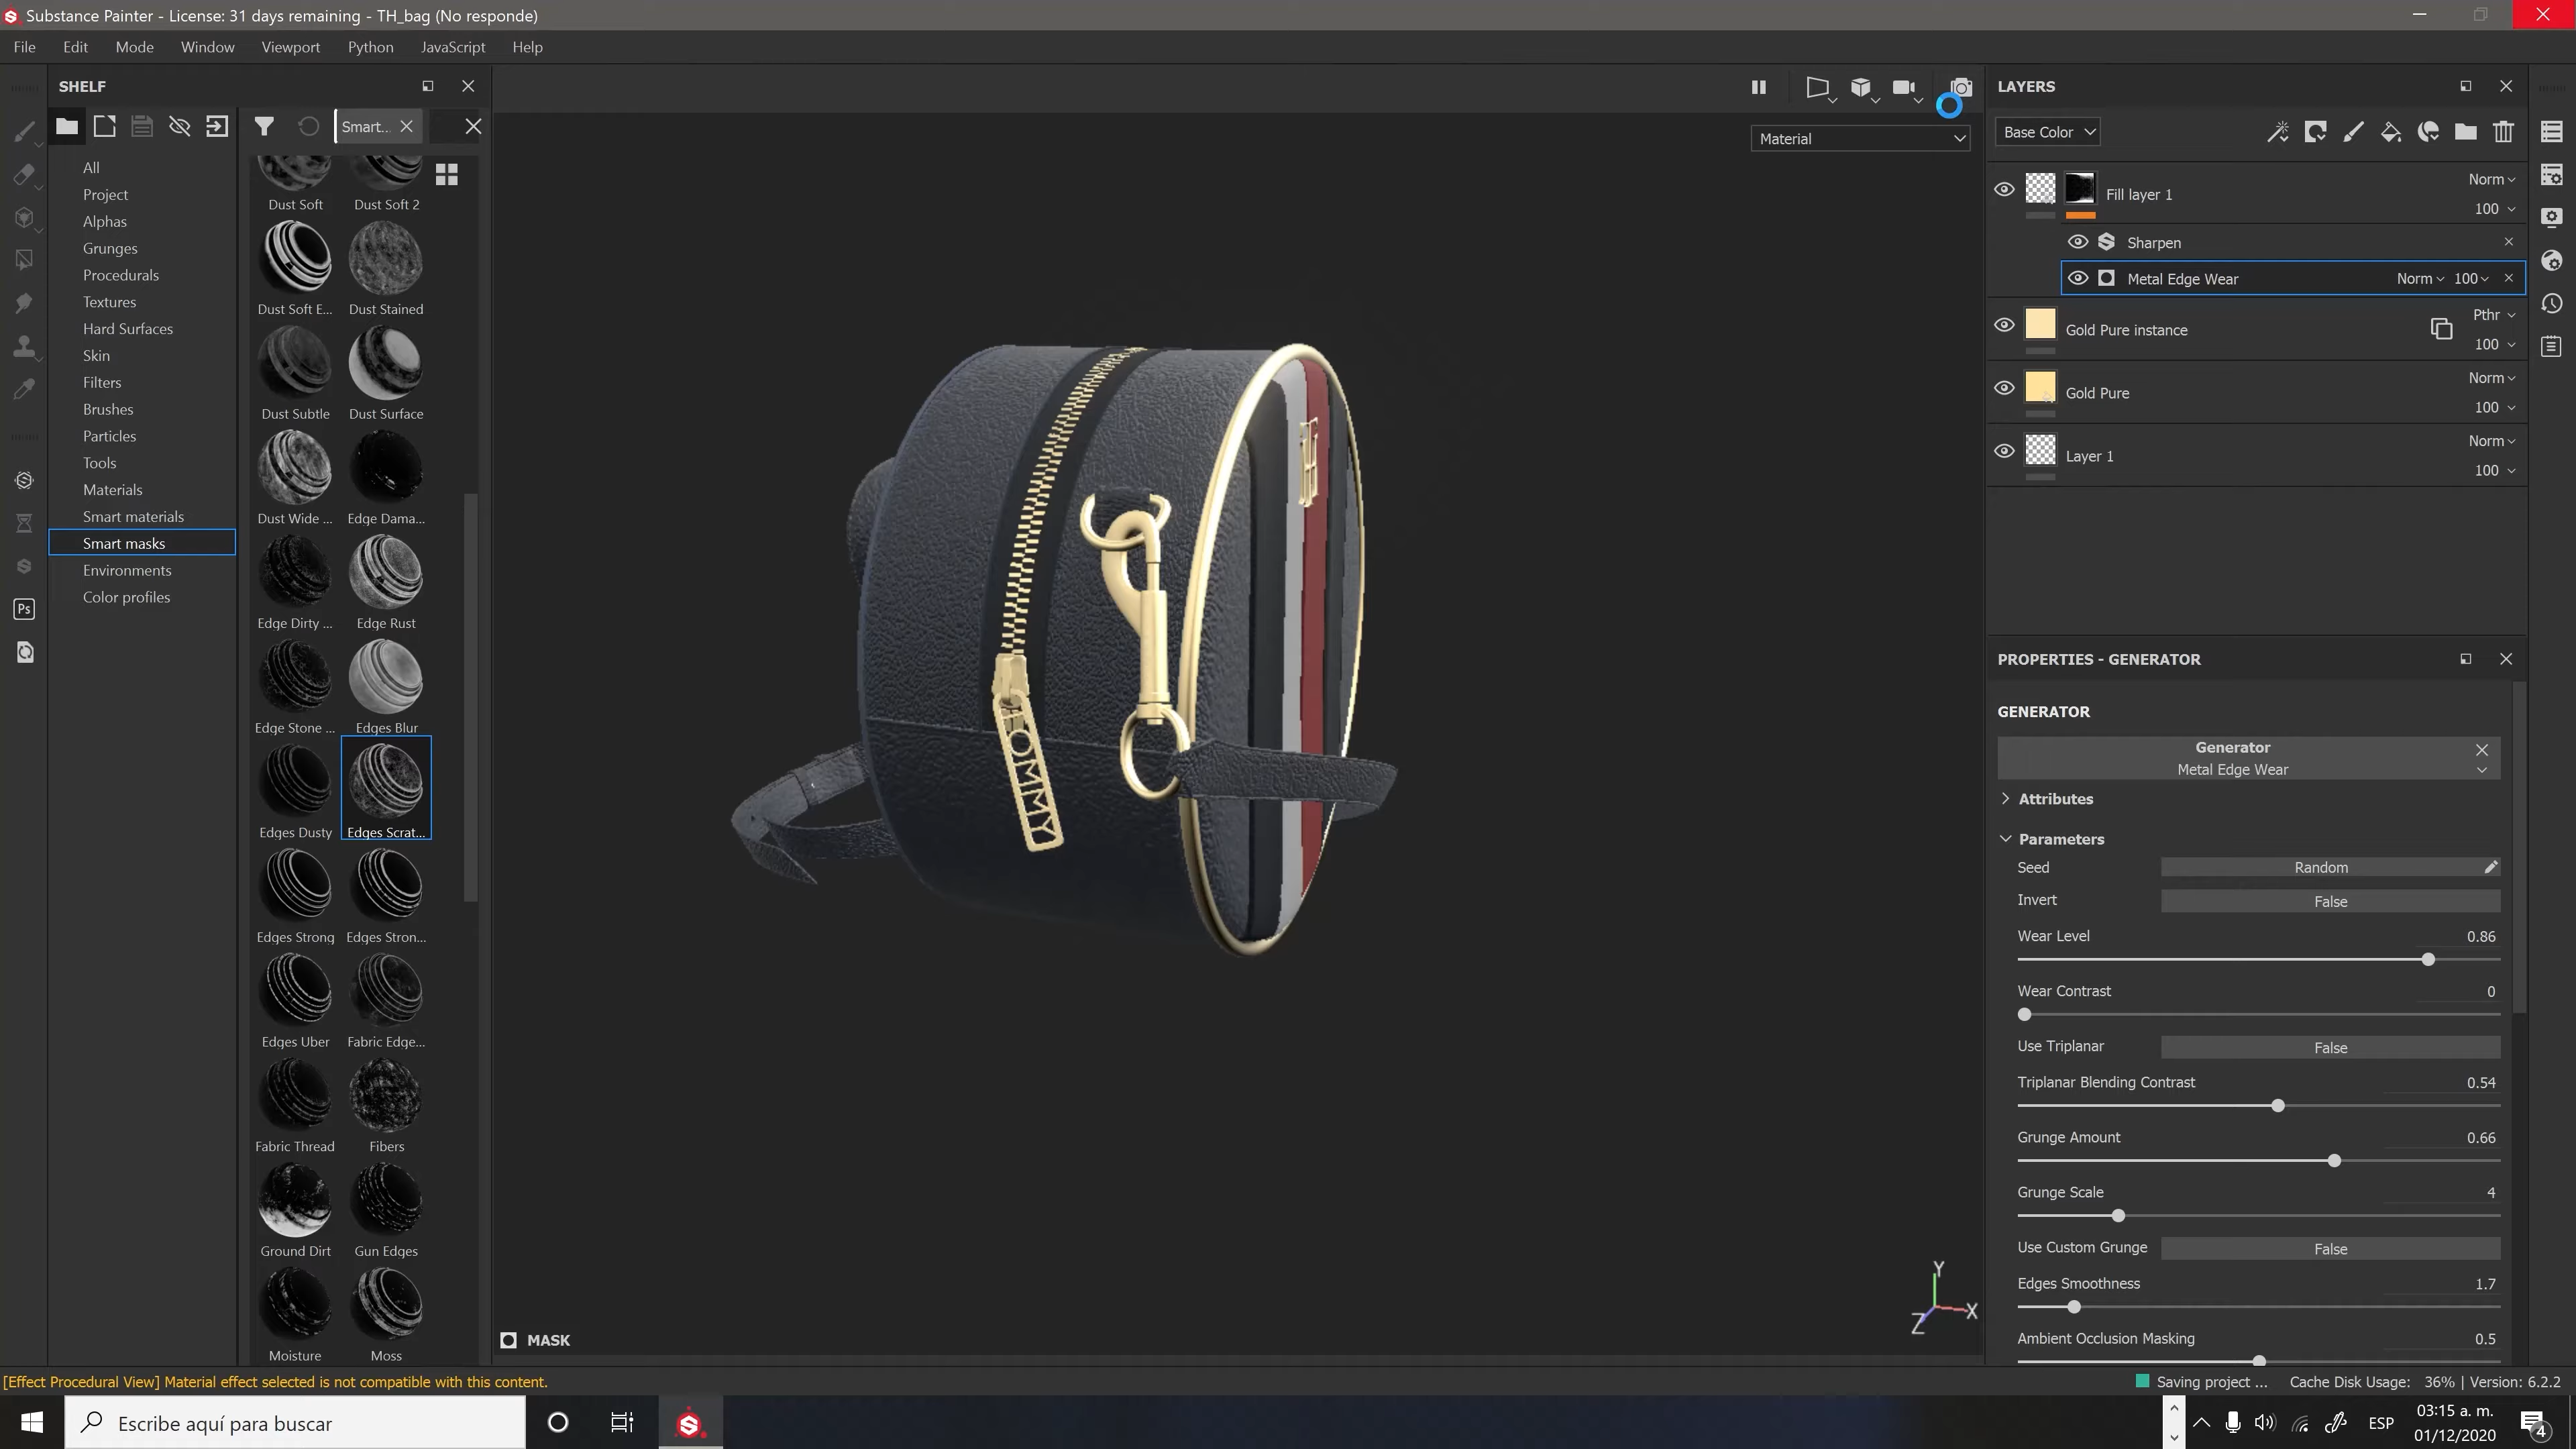 Substance Painter - License: 31 days remaining - TH_bag (No responde)
File Edit Mode Window Viewport Python JavaScript Help
SHELF
Smart...
All
Project
Alphas
Grunges
Procedurals
Textures
Hard Surfaces
Skin
Filters
Brushes
Particles
Tools
Materials
Smart materials
Smart masks
Environments
Color profiles
Ps
Dust Soft Dust Soft 2
Dust Soft E... Dust Stained
Dust Subtle Dust Surface
Dust Wide ... Edge Dama...
Edge Dirty ... Edge Rust
Edge Stone ... Edges Blur
Edges Dusty Edges Scrat...
Edges Strong Edges Stron...
Edges Uber Fabric Edge...
Fabric Thread Fibers
Ground Dirt Gun Edges
Moisture Moss
Material
TOMMY
MASK
Y
X
Z
LAYERS
Base Color
Fill layer 1 Norm
100
Sharpen
Metal Edge Wear Norm 100
Gold Pure instance Pthr
100
Gold Pure Norm
100
Layer 1 Norm
100
PROPERTIES - GENERATOR
GENERATOR
Generator
Metal Edge Wear
Attributes
Parameters
Seed Random
Invert False
Wear Level 0.86
Wear Contrast 0
Use Triplanar False
Triplanar Blending Contrast 0.54
Grunge Amount 0.66
Grunge Scale 4
Use Custom Grunge False
Edges Smoothness 1.7
Ambient Occlusion Masking 0.5
[Effect Procedural View] Material effect selected is not compatible with this content.
Saving project ... Cache Disk Usage: 36% | Version: 6.2.2
Escribe aquí para buscar
ESP
03:15 a. m.
01/12/2020
4